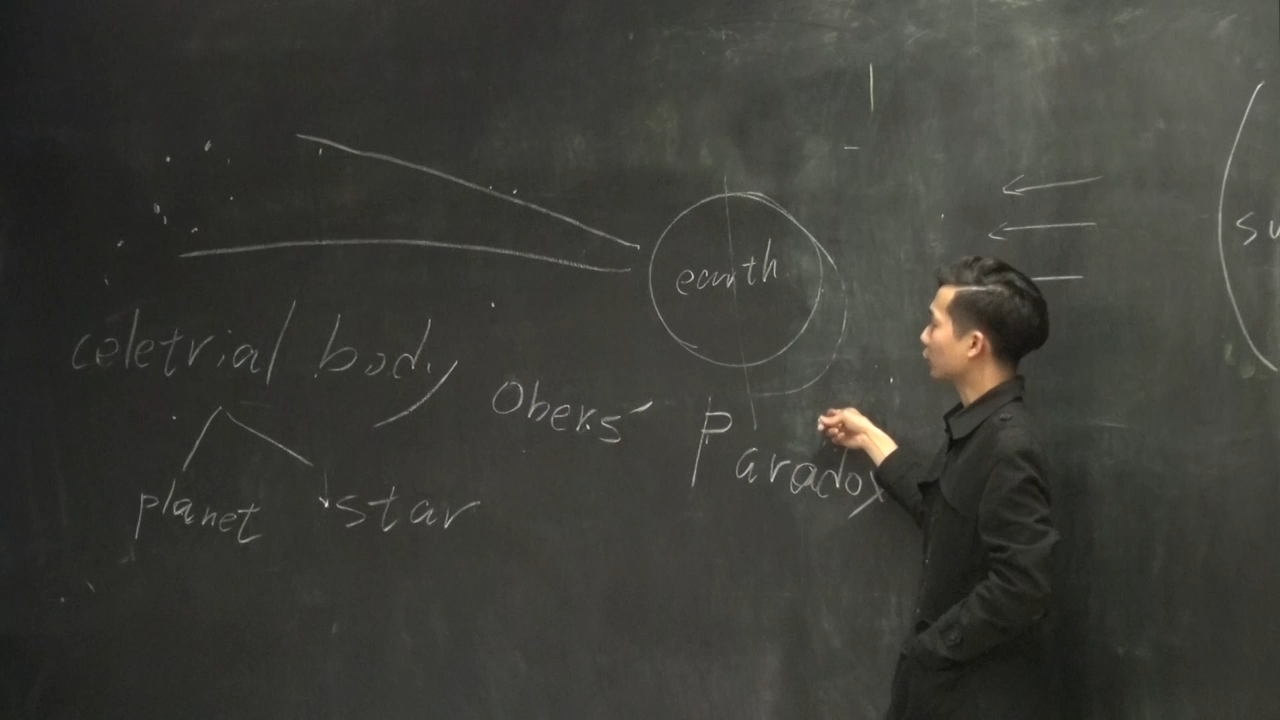 earth
su
celetrial body
Obers'
Paradox
planet
star